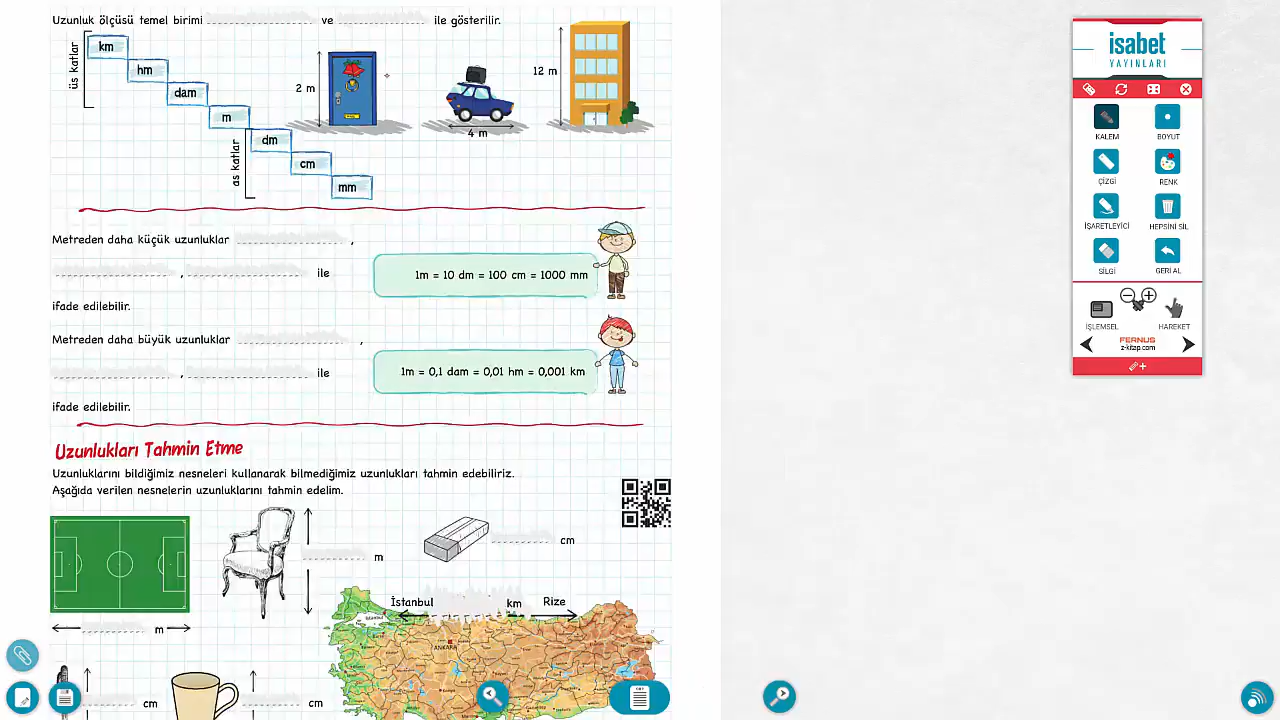 Uzunluk ölçüsü temel birimi ve ile gösterilir.
üs katlar
km
hm
dam
m
dm
cm
mm
as katlar
2 m
4 m
12 m
Metreden daha küçük uzunluklar ,
, ile
ifade edilebilir.
1m = 10 dm = 100 cm = 1000 mm
Metreden daha büyük uzunluklar ,
, ile
ifade edilebilir.
1m = 0,1 dam = 0,01 hm = 0,001 km
Uzunlukları Tahmin Etme
Uzunluklarını bildiğimiz nesneleri kullanarak bilmediğimiz uzunlukları tahmin edebiliriz.
Aşağıda verilen nesnelerin uzunluklarını tahmin edelim.
m
cm
m
İstanbul km Rize
ANKARA
cm
cm
isabet
YAYINLARI
KALEM
BOYUT
ÇİZGİ
RENK
İŞARETLEYİCİ
HEPSİNİ SİL
SİLGİ
GERİ AL
İŞLEMSEL
HAREKET
FERNUS
z-kitap.com